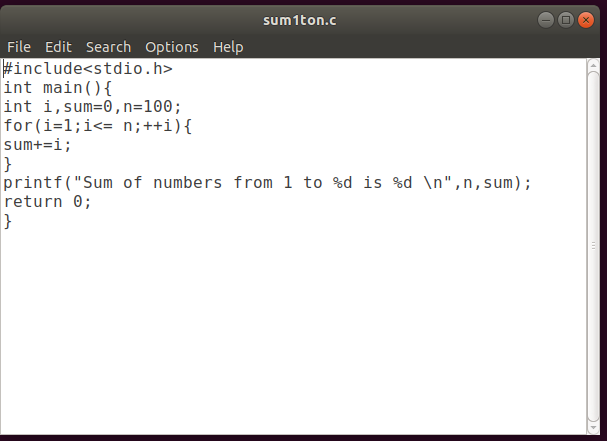 sum1ton.c
File Edit Search Options Help
#include<stdio.h>
int main(){
int i,sum=0,n=100;
for(i=1;i<= n;++i){
sum+=i;
}
printf("Sum of numbers from 1 to %d is %d \n",n,sum);
return 0;
}